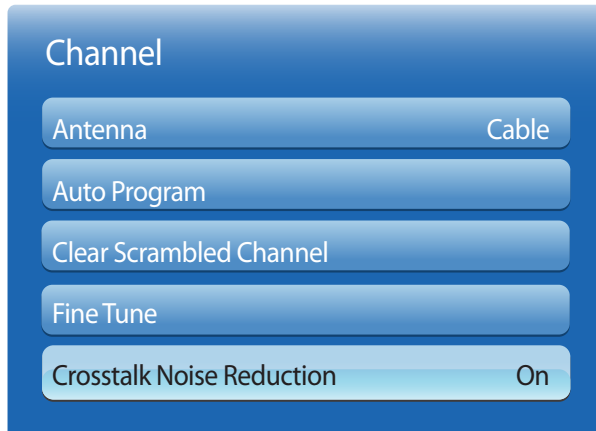 Channel
Antenna Cable
Auto Program
Clear Scrambled Channel
Fine Tune
Crosstalk Noise Reduction On